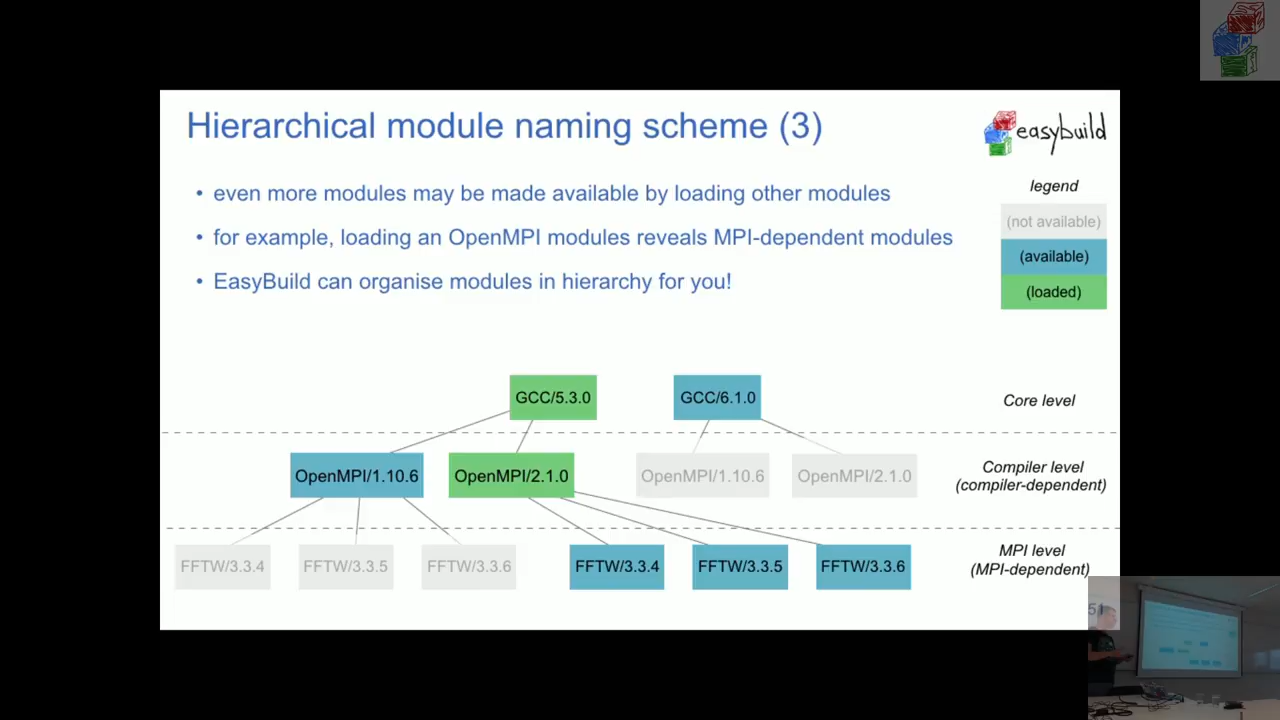 Hierarchical module naming scheme (3)
easybuild
• even more modules may be made available by loading other modules
• for example, loading an OpenMPI modules reveals MPI-dependent modules
• EasyBuild can organise modules in hierarchy for you!
legend
(not available)
(available)
(loaded)
GCC/5.3.0
GCC/6.1.0
Core level
OpenMPI/1.10.6
OpenMPI/2.1.0
OpenMPI/1.10.6
OpenMPI/2.1.0
Compiler level
(compiler-dependent)
FFTW/3.3.4
FFTW/3.3.5
FFTW/3.3.6
FFTW/3.3.4
FFTW/3.3.5
FFTW/3.3.6
MPI level
(MPI-dependent)